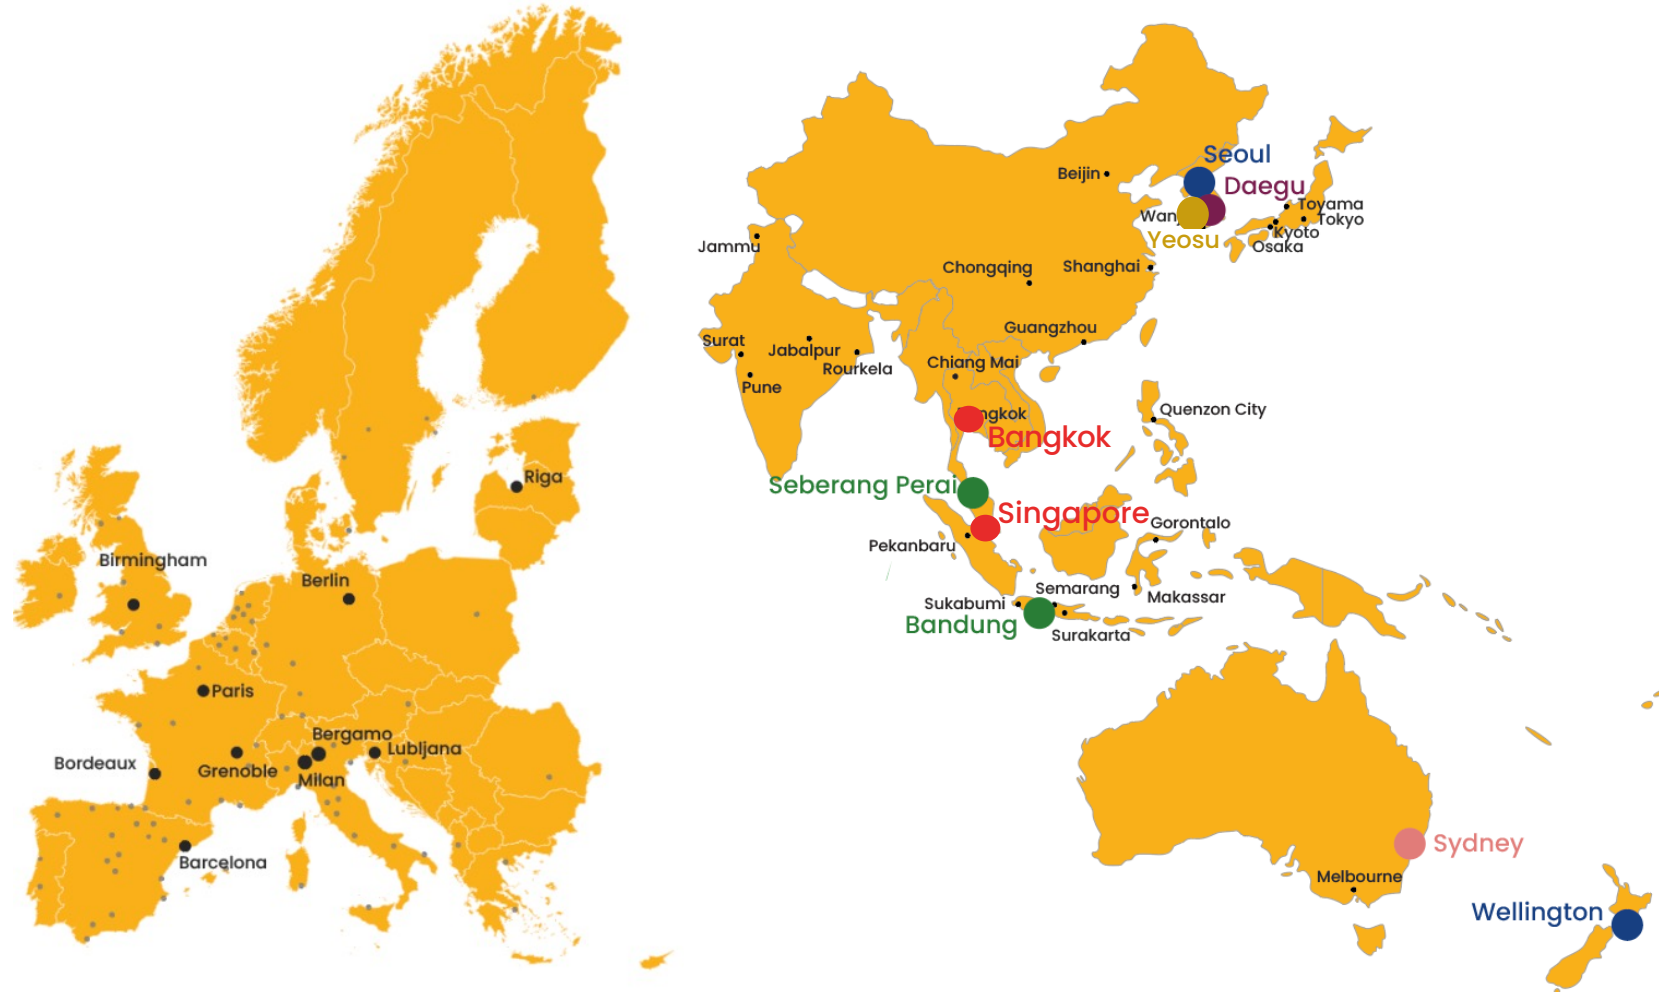 Riga
Birmingham
Berlin
Paris
Bergamo
Lubljana
Bordeaux
Grenoble
Milan
Barcelona
Seoul
Beijin
Daegu
Toyama
Wan
Tokyo
Kyoto
Yeosu
Osaka
Jammu
Chongqing
Shanghai
Guangzhou
Surat
Jabalpur
Rourkela
Chiang Mai
Pune
Quenzon City
ngkok
Bangkok
Seberang Perai
Singapore
Gorontalo
Pekanbaru
Semarang
Makassar
Sukabumi
Bandung
Surakarta
Sydney
Melbourne
Wellington